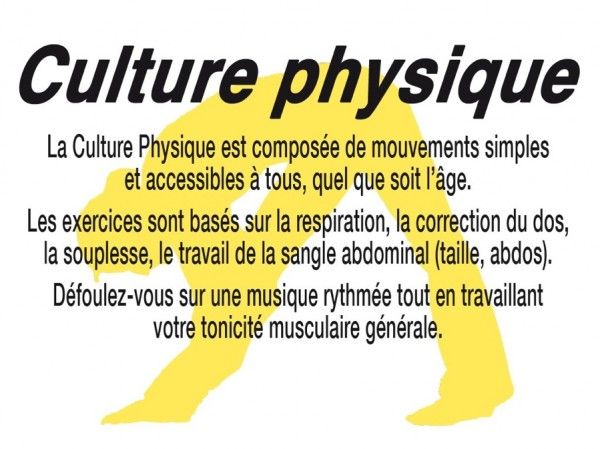 Culture physique
La Culture Physique est composée de mouvements simples
et accessibles à tous, quel que soit l'âge.
Les exercices sont basés sur la respiration, la correction du dos,
la souplesse, le travail de la sangle abdominal (taille, abdos).
Défoulez-vous sur une musique rythmée tout en travaillant
votre tonicité musculaire générale.